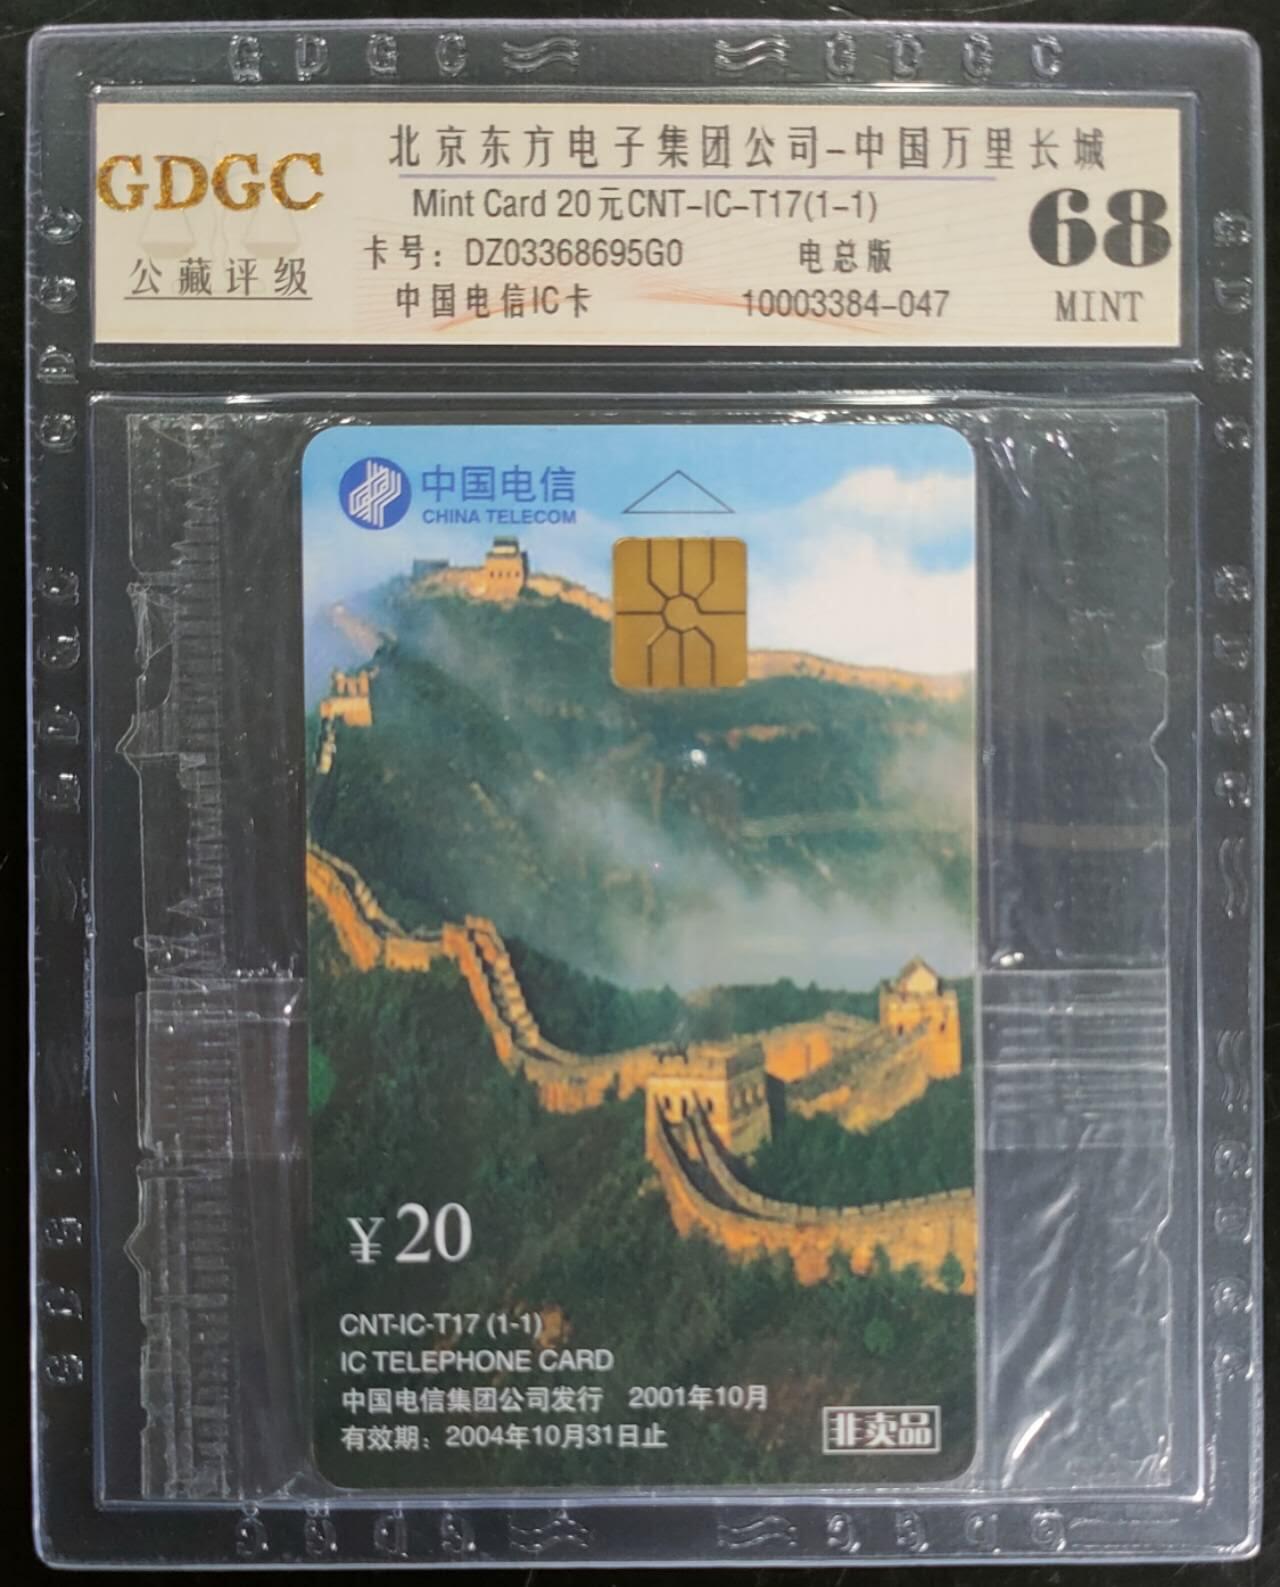 G D G C G D G C
北京东方电子集团公司-中国万里长城
GDGC
Mint Card 20元CNT-IC-T17(1-1)
68
卡号: DZ03368695G0 电总版
公藏评级
中国电信IC卡 10003384-047
MINT
中国电信
CHINA TELECOM
¥20
CNT-IC-T17 (1-1)
IC TELEPHONE CARD
中国电信集团公司发行 2001年10月
有效期: 2004年10月31日止
非卖品